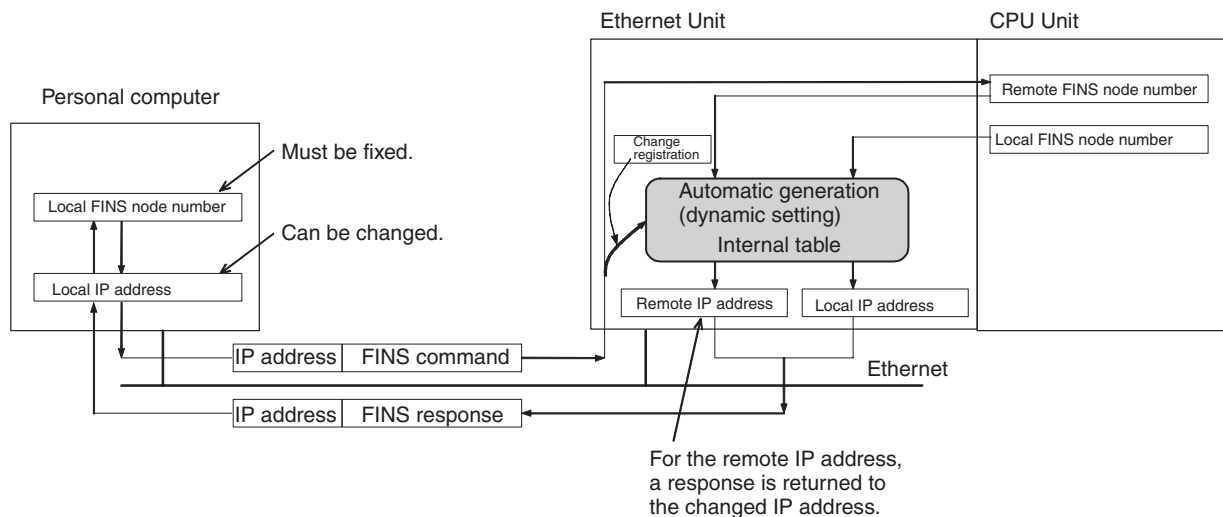 Ethernet Unit
CPU Unit
Personal computer
Remote FINS node number
Local FINS node number
Must be fixed.
Change
registration
Local FINS node number
Automatic generation
(dynamic setting)
Internal table
Can be changed.
Local IP address
Remote IP address
Local IP address
IP address
FINS command
Ethernet
IP address
FINS response
For the remote IP address,
a response is returned to
the changed IP address.